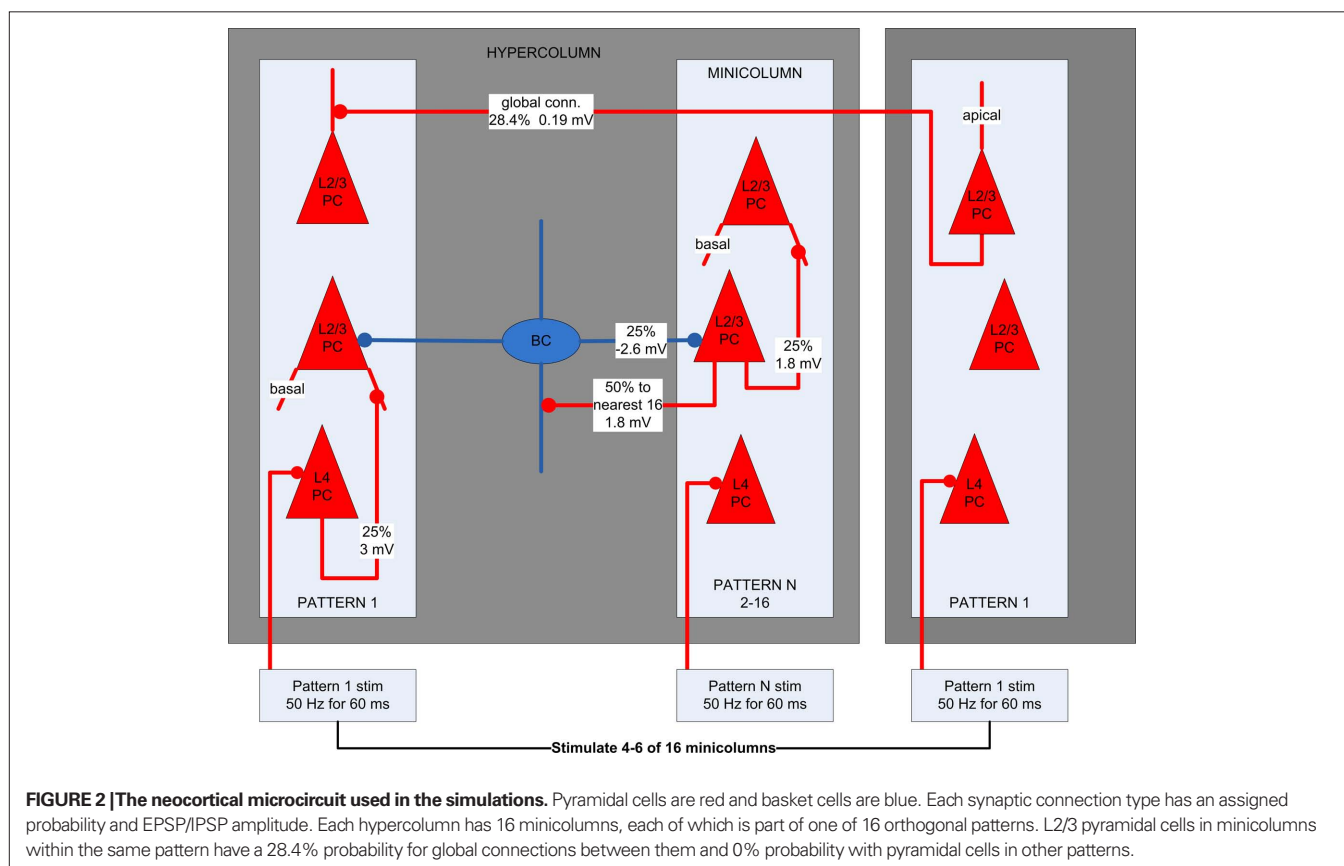 HYPERCOLUMN
MINICOLUMN
global conn.
28.4%  0.19 mV
apical
L2/3
PC
L2/3
PC
L2/3
PC
basal
L2/3
PC
BC
25%
-2.6 mV
L2/3
PC
25%
1.8 mV
L2/3
PC
basal
50% to
nearest 16
1.8 mV
L4
PC
L4
PC
L4
PC
25%
3 mV
PATTERN 1
PATTERN N
2-16
PATTERN 1
Pattern 1 stim
50 Hz for 60 ms
Pattern N stim
50 Hz for 60 ms
Pattern 1 stim
50 Hz for 60 ms
Stimulate 4-6 of 16 minicolumns
FIGURE 2 | The neocortical microcircuit used in the simulations. Pyramidal cells are red and basket cells are blue. Each synaptic connection type has an assigned
probability and EPSP/IPSP amplitude. Each hypercolumn has 16 minicolumns, each of which is part of one of 16 orthogonal patterns. L2/3 pyramidal cells in minicolumns
within the same pattern have a 28.4% probability for global connections between them and 0% probability with pyramidal cells in other patterns.